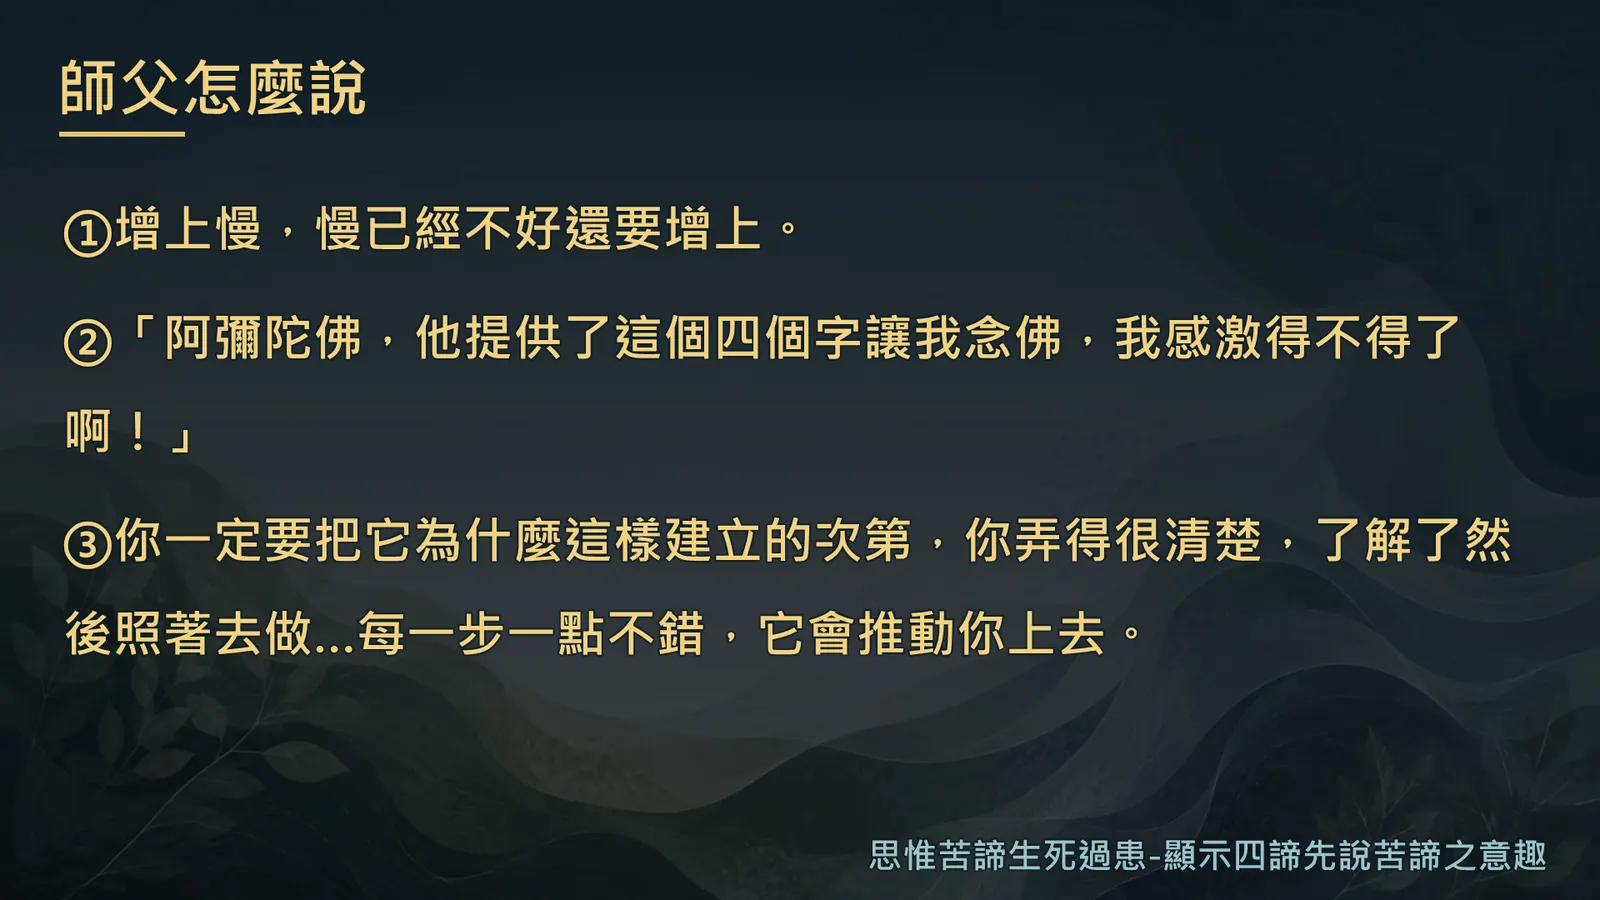 師父怎麼說
①增上慢，慢已經不好還要增上。
②「阿彌陀佛，他提供了這個四個字讓我念佛，我感激得不得了
啊！」
③你一定要把它為什麼這樣建立的次第，你弄得很清楚，了解了然
後照著去做...每一步一點不錯，它會推動你上去。
思惟苦諦生死過患-顯示四諦先說苦諦之意趣